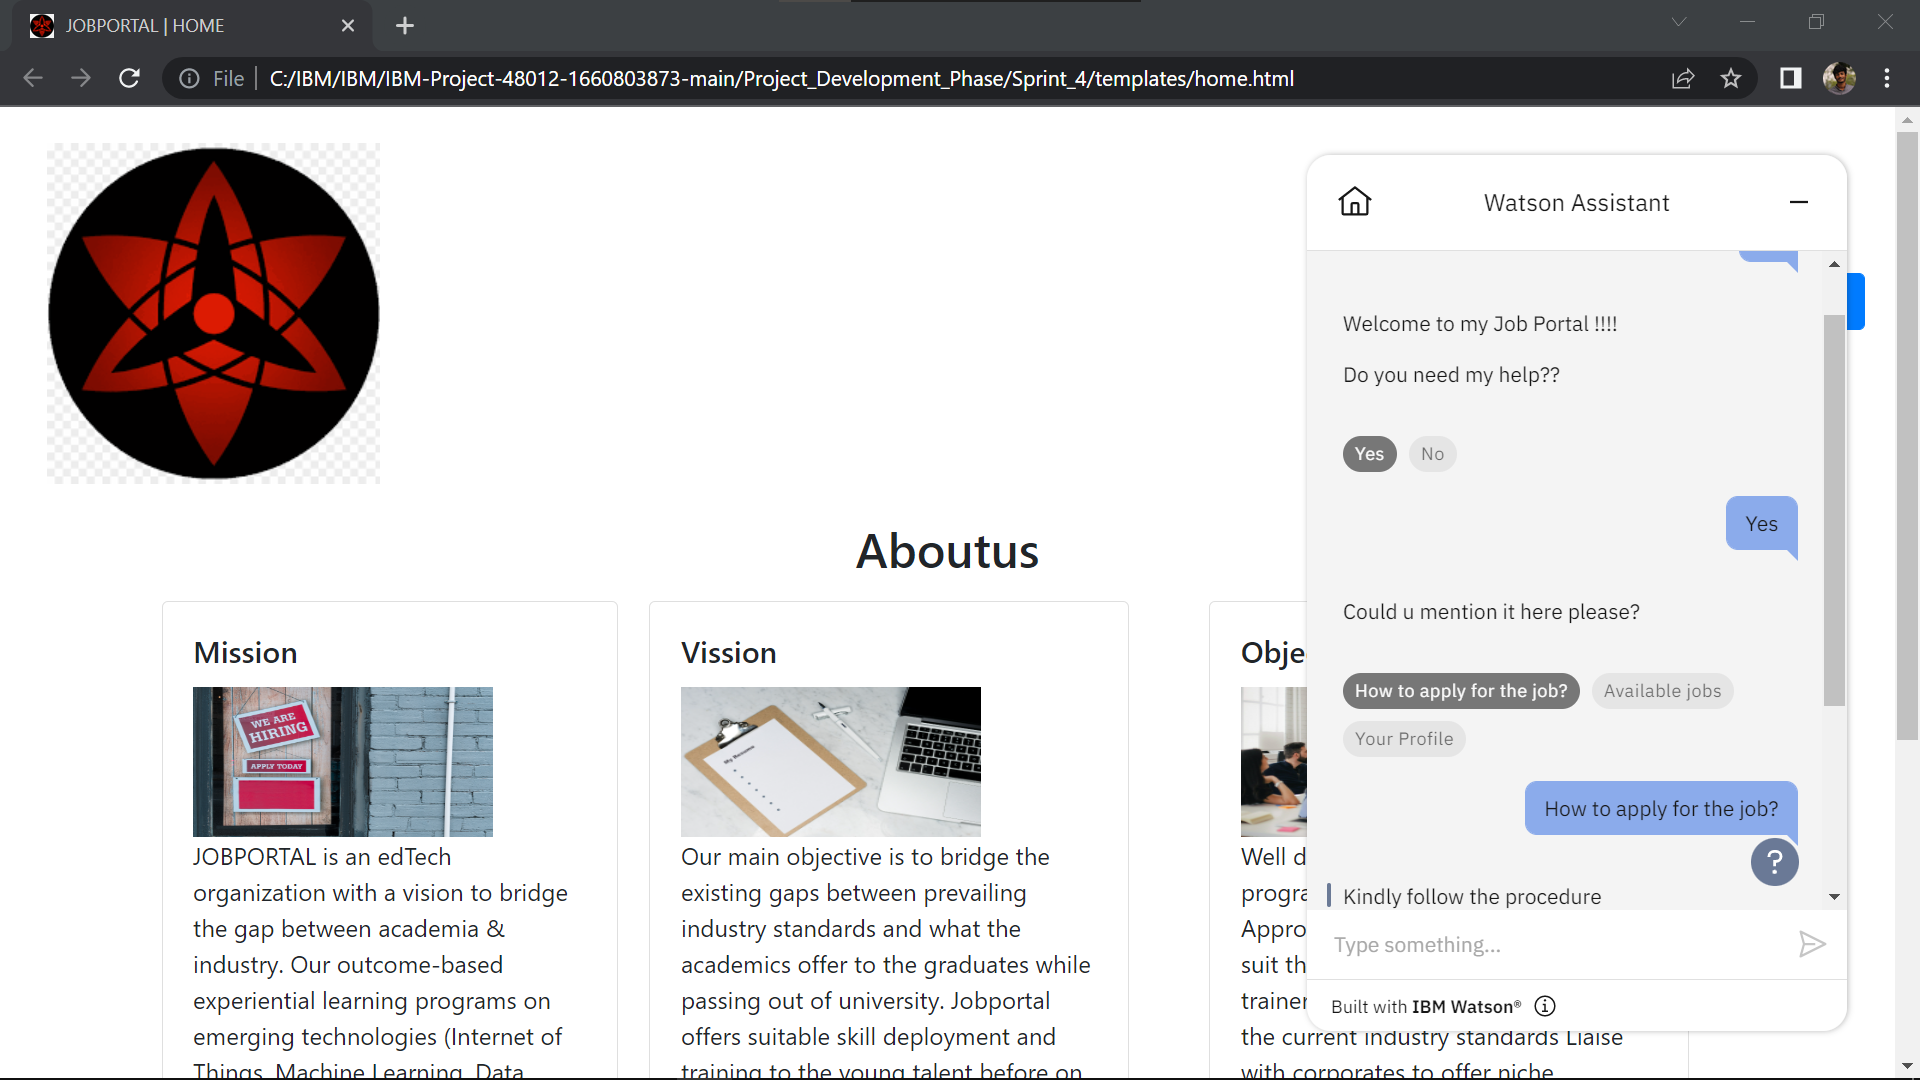 JOBPORTAL | HOME
File
C:/IBM/IBM/IBM-Project-48012-1660803873-main/Project_Development_Phase/Sprint_4/templates/home.html
Watson Assistant
Welcome to my Job Portal !!!!
Do you need my help??
Yes
No
Yes
Could u mention it here please?
How to apply for the job?
Available jobs
Your Profile
How to apply for the job?
?
Kindly follow the procedure
Type something...
Built with IBM Watson®
Aboutus
Mission
WE ARE
HIRING
APPLY TODAY
JOBPORTAL is an edTech
organization with a vision to bridge
the gap between academia &
industry. Our outcome-based
experiential learning programs on
emerging technologies (Internet of
Things, Machine Learning, Data
Vission
My Resume
Our main objective is to bridge the
existing gaps between prevailing
industry standards and what the
academics offer to the graduates while
passing out of university. Jobportal
offers suitable skill deployment and
training to the young talent before on
Obje
Well d
progra
Appro
suit th
trainer
the current industry standards Liaise
with corporates to offer niche